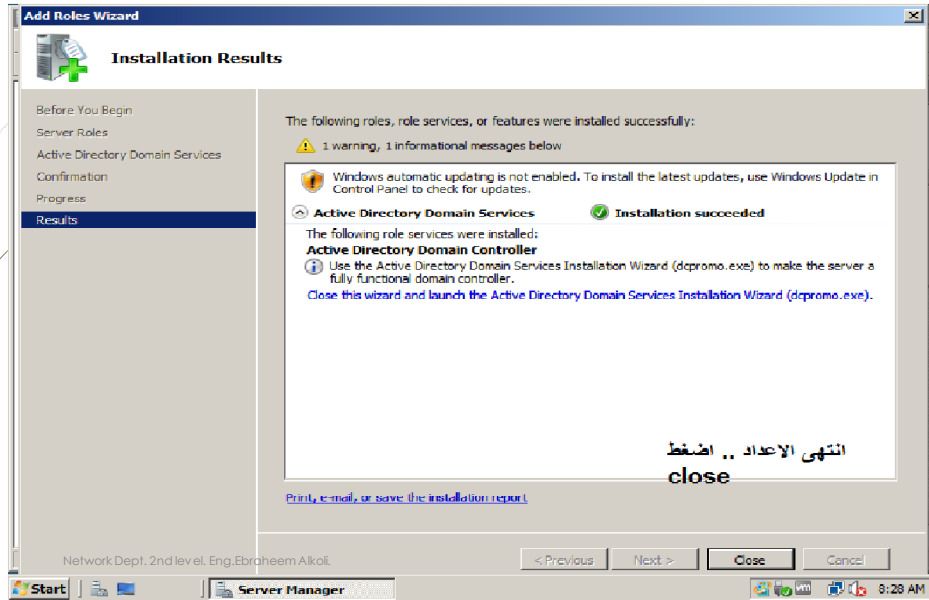 Add Roles Wizard
Installation Results
Before You Begin
Server Roles
Active Directory Domain Services
Confirmation
Progress
Results
The following roles, role services, or features were installed successfully:
1 warning, 1 informational messages below
Windows automatic updating is not enabled. To install the latest updates, use Windows Update in
Control Panel to check for updates.
Active Directory Domain Services Installation succeeded
The following role services were installed:
Active Directory Domain Controller
Use the Active Directory Domain Services Installation Wizard (dcpromo.exe) to make the server a
fully functional domain controller.
Close this wizard and launch the Active Directory Domain Services Installation Wizard (dcpromo.exe).
انتهى الاعداد .. اضغط
close
Print, e-mail, or save the installation report
Network Dept. 2nd level. Eng.Ebraheem Alkoli.
< Previous Next > Close Cancel
Start Server Manager 8:28 AM